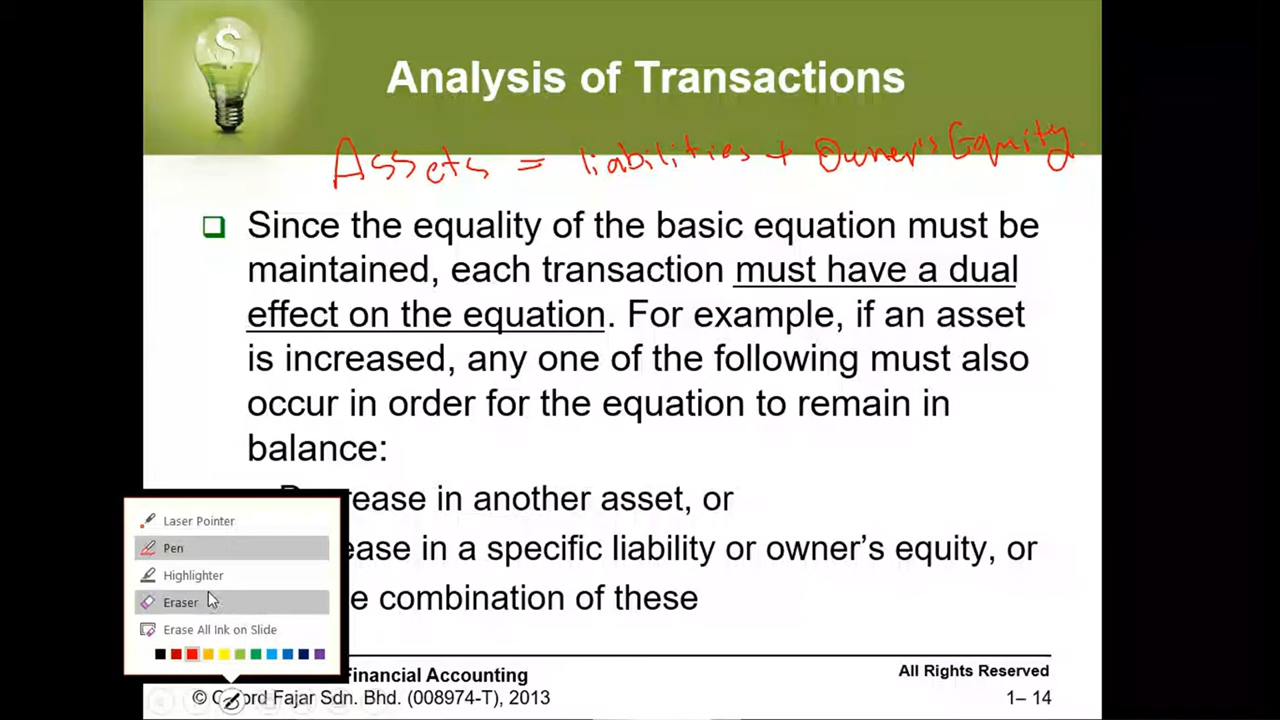 $
Analysis of Transactions
Assets = liabilities + Owner's Equity
Since the equality of the basic equation must be
maintained, each transaction must have a dual
effect on the equation. For example, if an asset
is increased, any one of the following must also
occur in order for the equation to remain in
balance:
rease in another asset, or
ease in a specific liability or owner's equity, or
e combination of these
Laser Pointer
Pen
Highlighter
Eraser
Erase All Ink on Slide
Financial Accounting
All Rights Reserved
© ord Fajar Sdn. Bhd. (008974-T), 2013
1– 14